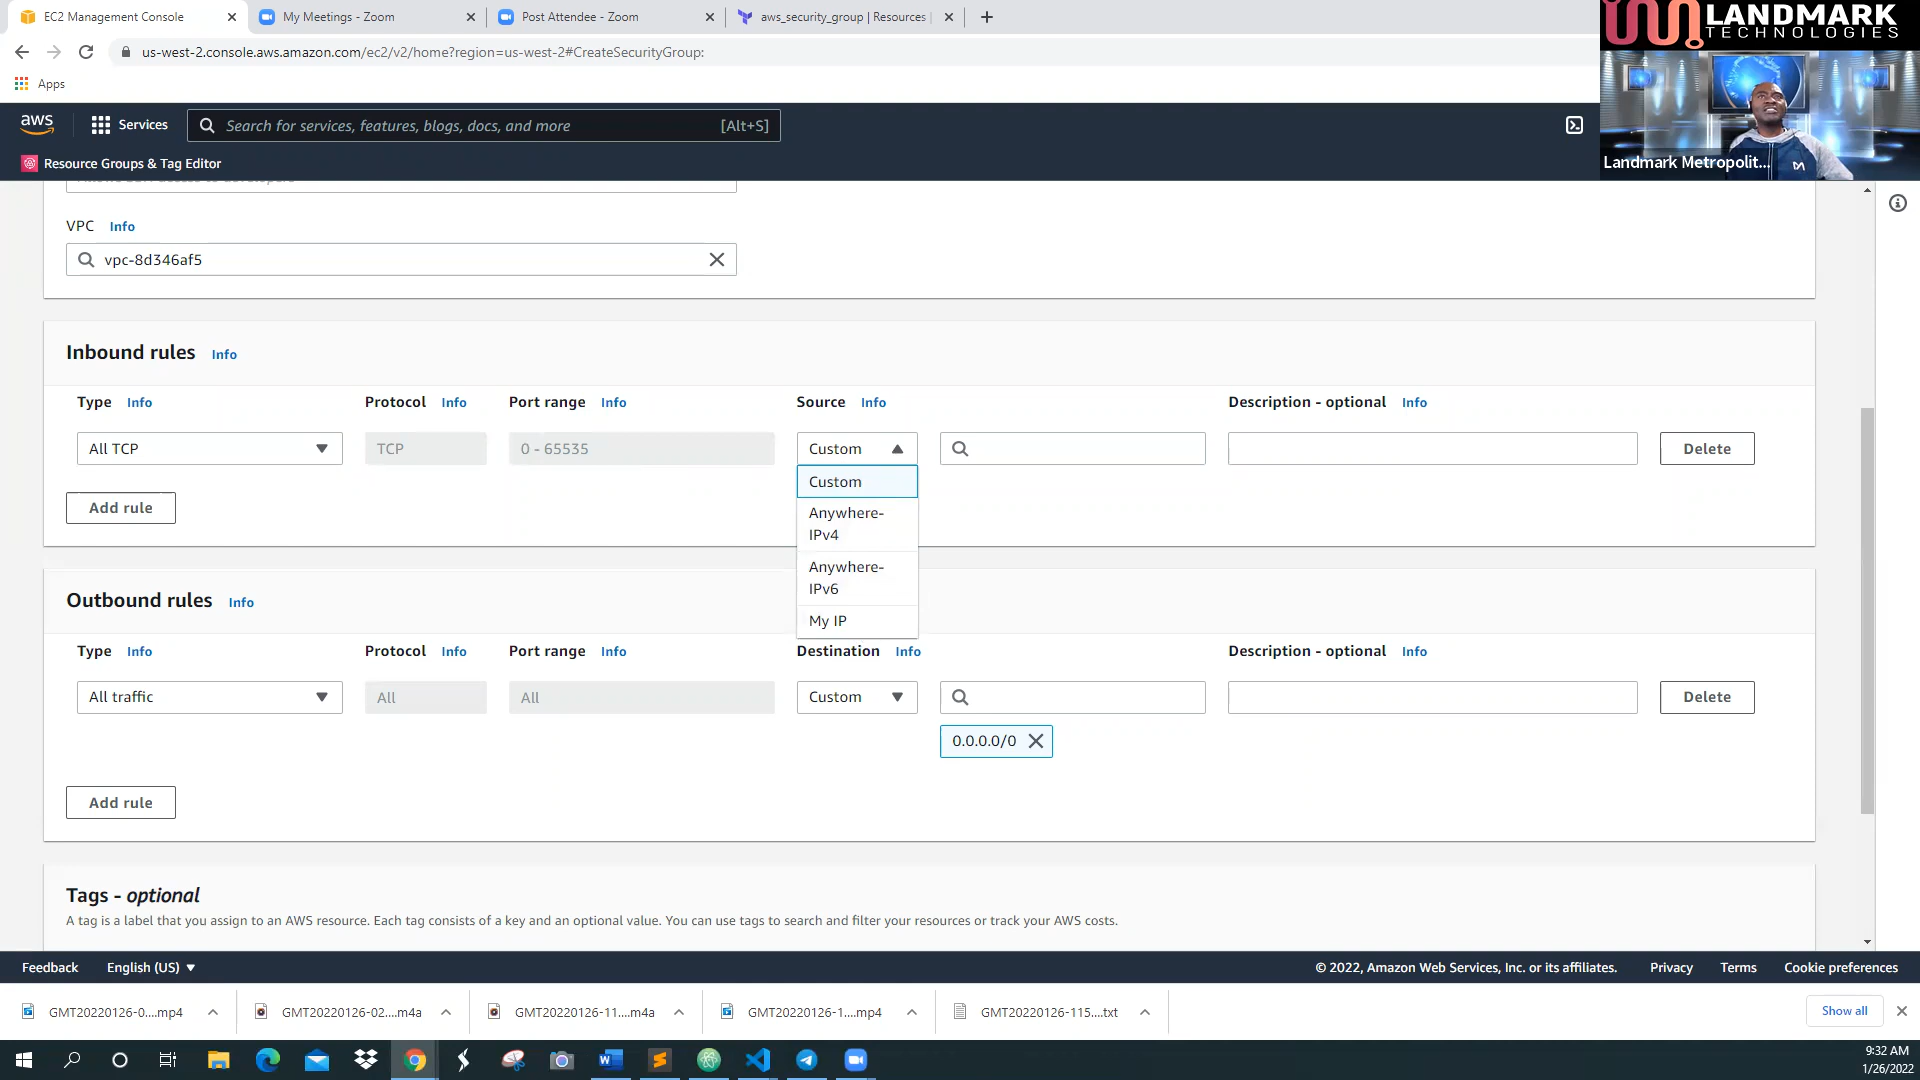 EC2 Management Console
My Meetings - Zoom
Post Attendee - Zoom
aws_security_group | Resources
LANDMARK
TECHNOLOGIES
us-west-2.console.aws.amazon.com/ec2/v2/home?region=us-west-2#CreateSecurityGroup:
Apps
aws
Services
Search for services, features, blogs, docs, and more
[Alt+S]
Landmark Metropolit...
Resource Groups & Tag Editor
VPC Info
vpc-8d346af5
Inbound rules Info
Type Info Protocol Info Port range Info Source Info Description - optional Info
All TCP TCP 0 - 65535 Custom Delete
Custom
Anywhere-
IPv4
Anywhere-
IPv6
My IP
Add rule
Outbound rules Info
Type Info Protocol Info Port range Info Destination Info Description - optional Info
All traffic All All Custom Delete
0.0.0.0/0
Add rule
Tags - optional
A tag is a label that you assign to an AWS resource. Each tag consists of a key and an optional value. You can use tags to search and filter your resources or track your AWS costs.
Feedback English (US) © 2022, Amazon Web Services, Inc. or its affiliates. Privacy Terms Cookie preferences
GMT20220126-0....mp4
GMT20220126-02....m4a
GMT20220126-11....m4a
GMT20220126-1....mp4
GMT20220126-115....txt
Show all
9:32 AM
1/26/2022